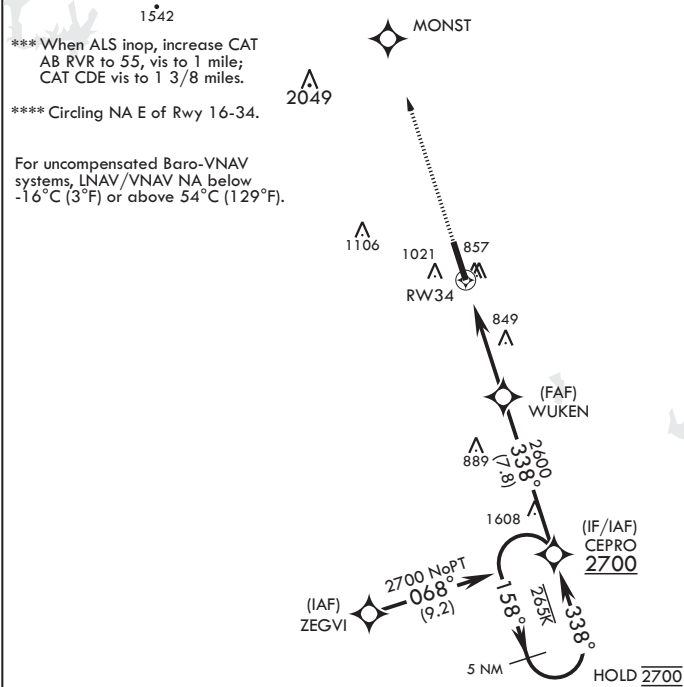 1542
*** When ALS inop, increase CAT
AB RVR to 55, vis to 1 mile;
CAT CDE vis to 1 3/8 miles.
**** Circling NA E of Rwy 16-34.
For uncompensated Baro-VNAV
systems, LNAV/VNAV NA below
-16°C (3°F) or above 54°C (129°F).
MONST
2049
1106
1021
857
RW34
849
(FAF)
WUKEN
889
2600
338°
(7.8)
1608
(IF/IAF)
CEPRO
2700
2700 NoPT
068°
(9.2)
(IAF)
ZEGVI
158°
265K
338°
5 NM
HOLD 2700